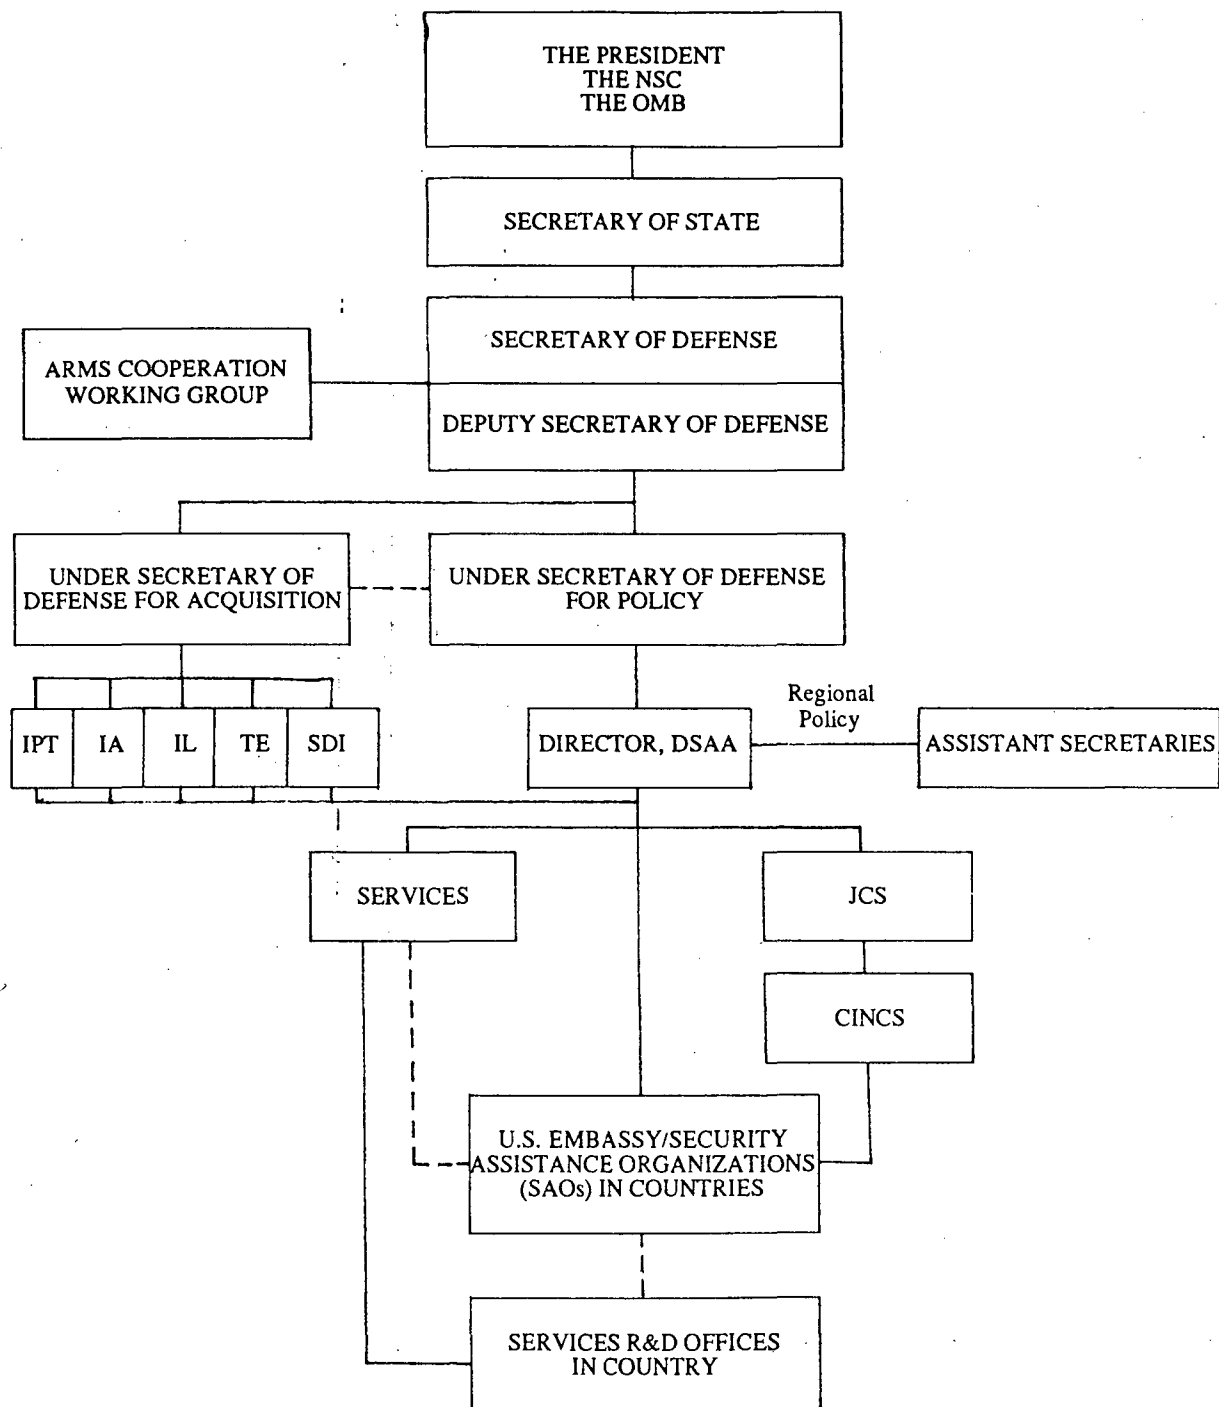 THE PRESIDENT
THE NSC
THE OMB
SECRETARY OF STATE
SECRETARY OF DEFENSE
ARMS COOPERATION
WORKING GROUP
DEPUTY SECRETARY OF DEFENSE
UNDER SECRETARY OF
DEFENSE FOR ACQUISITION
UNDER SECRETARY OF DEFENSE
FOR POLICY
IPT
IA
IL
TE
SDI
DIRECTOR, DSAA
Regional
Policy
ASSISTANT SECRETARIES
SERVICES
JCS
CINCS
U.S. EMBASSY/SECURITY
ASSISTANCE ORGANIZATIONS
(SAOs) IN COUNTRIES
SERVICES R&D OFFICES
IN COUNTRY